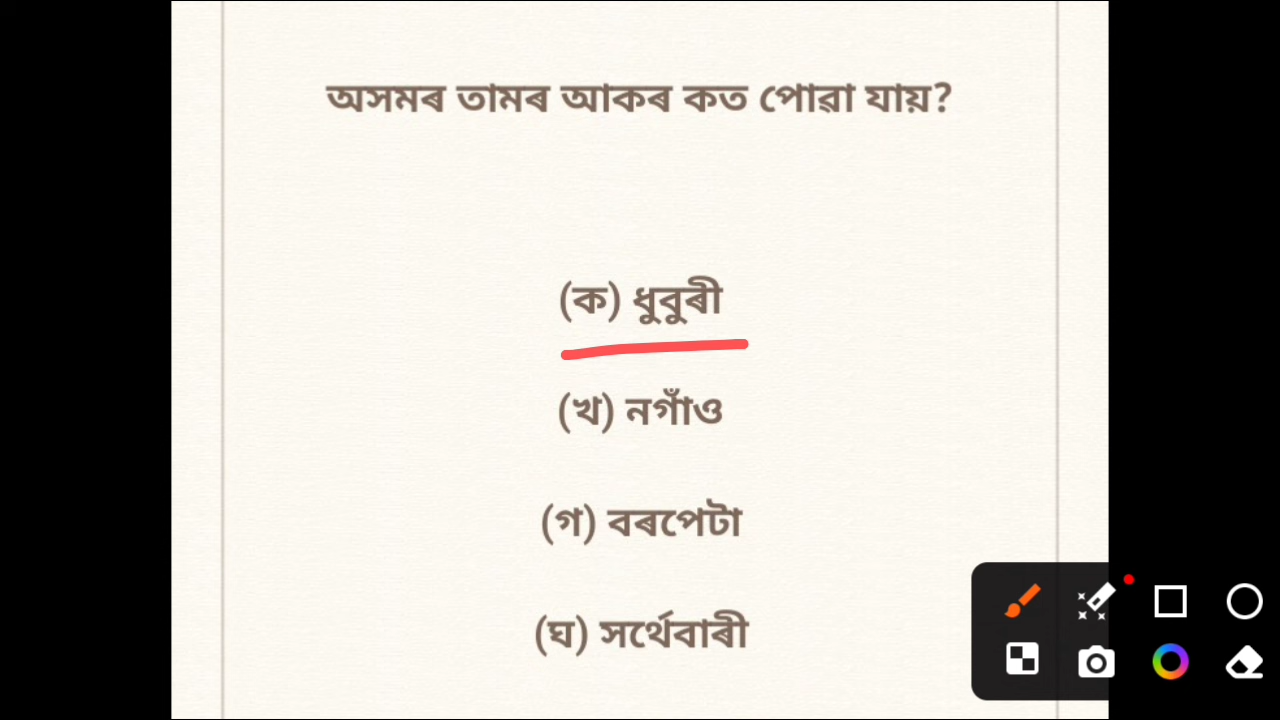 অসমৰ তামৰ আকৰ কত পোৱা যায়?
(ক) ধুবুৰী
(খ) নগাঁও
(গ) বৰপেটা
(ঘ) সৰ্থেবাৰী